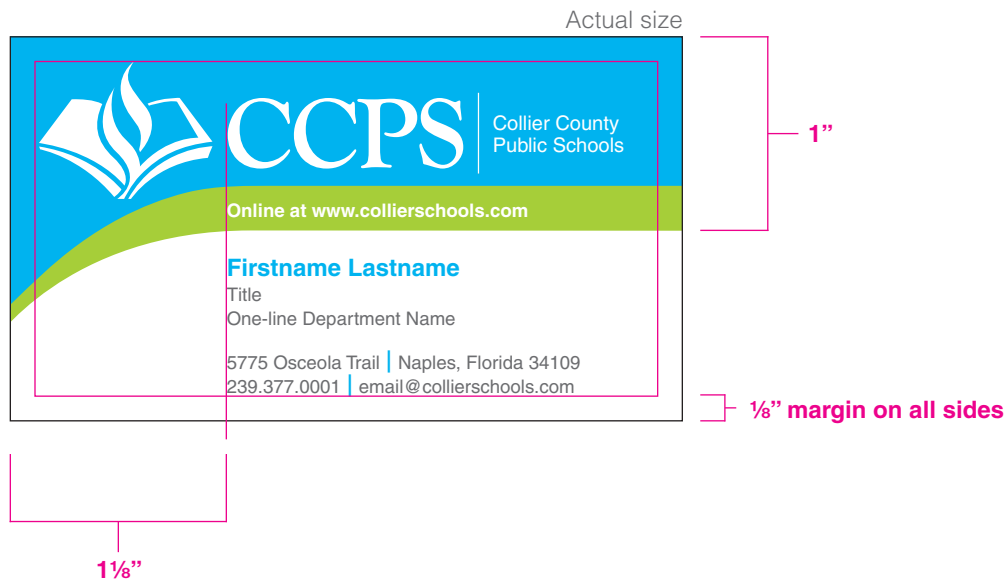 Actual size
CCPS
Collier County
Public Schools
1”
Online at www.collierschools.com
Firstname Lastname
Title
One-line Department Name
5775 Osceola Trail | Naples, Florida 34109
239.377.0001 | email@collierschools.com
⅛” margin on all sides
1⅛”